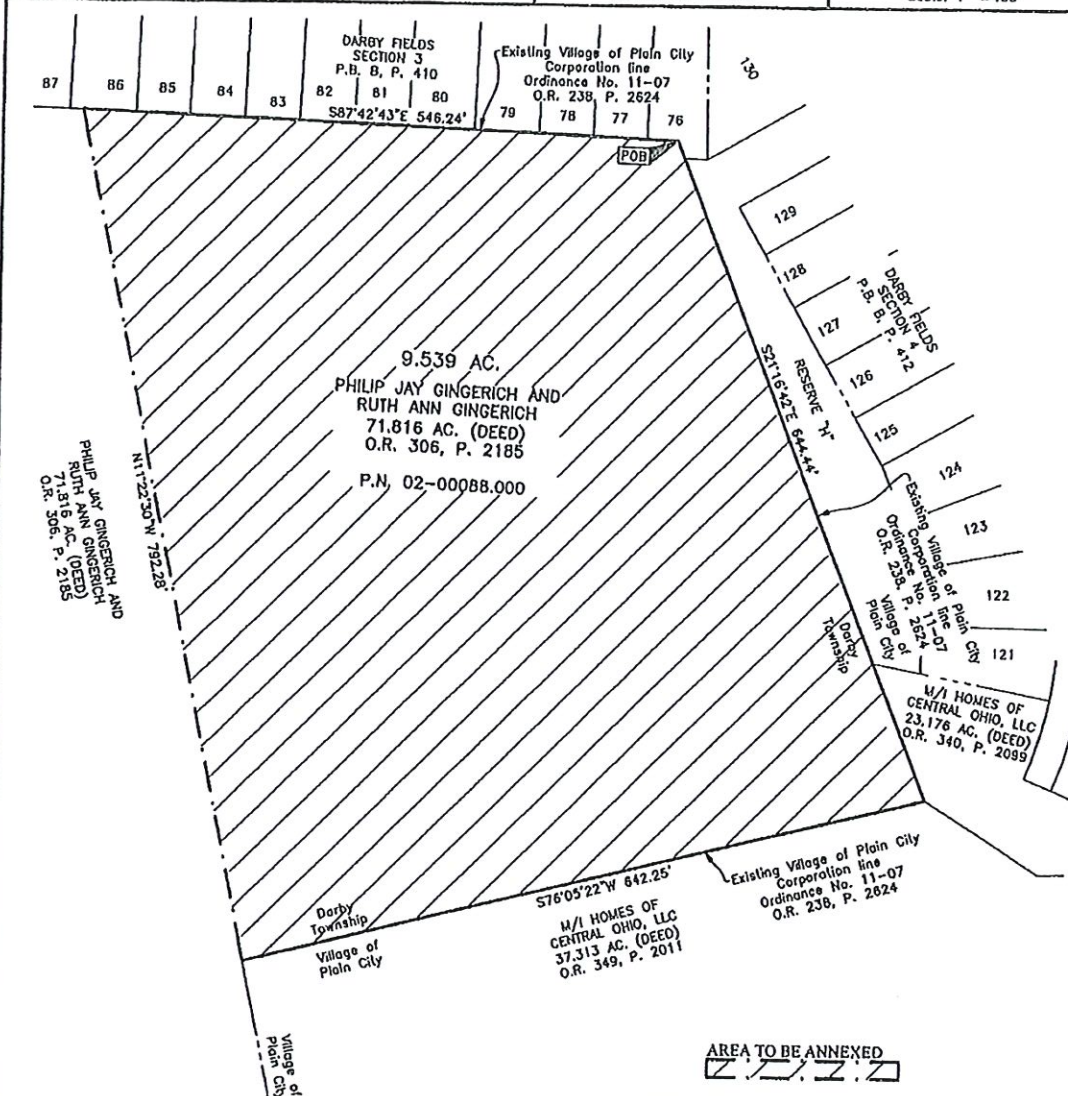 DARBY FIELDS
SECTION 3
P.B. B, P. 410
Existing Village of Plain City
Corporation line
Ordinance No. 11-07
O.R. 238, P. 2624
130
87
86
85
84
83
82
81
80
79
78
77
76
S87°42'43"E 546.24'
POB
129
128
127
126
125
124
123
122
121
DARBY FIELDS
SECTION 4
P.B. B, P. 412
RESERVE "H"
S21°16'42"E 644.44'
9.539 AC.
PHILIP JAY GINGERICH AND
RUTH ANN GINGERICH
71.816 AC. (DEED)
O.R. 306, P. 2185
P.N. 02-00088.000
N11°22'30"W 792.28'
PHILIP JAY GINGERICH AND
RUTH ANN GINGERICH
71.816 AC. (DEED)
O.R. 306, P. 2185
Existing Village of Plain City
Corporation line
Ordinance No. 11-07
O.R. 238, P. 2624
Village of
Plain City
Darby
Township
M/I HOMES OF
CENTRAL OHIO, LLC
23.176 AC. (DEED)
O.R. 340, P. 2099
S76°05'22"W 642.25'
Existing Village of Plain City
Corporation line
Ordinance No. 11-07
O.R. 238, P. 2624
M/I HOMES OF
CENTRAL OHIO, LLC
37.313 AC. (DEED)
O.R. 349, P. 2011
Darby
Township
Village of
Plain City
Village of
Plain City
AREA TO BE ANNEXED